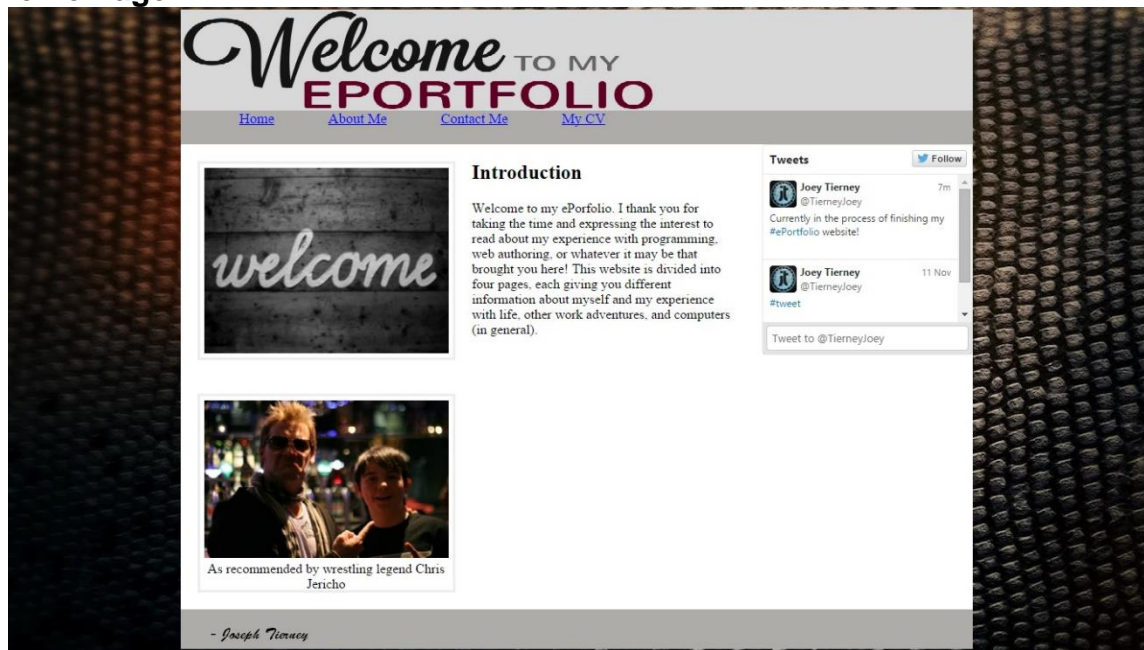 Welcome TO MY
EPORTFOLIO
Home About Me Contact Me My CV
welcome
Introduction
Welcome to my ePorfolio. I thank you for
taking the time and expressing the interest to
read about my experience with programming,
web authoring, or whatever it may be that
brought you here! This website is divided into
four pages, each giving you different
information about myself and my experience
with life, other work adventures, and computers
(in general).
Tweets Follow
Joey Tierney 7m
@TierneyJoey
Currently in the process of finishing my
#ePortfolio website!
Joey Tierney 11 Nov
@TierneyJoey
#tweet
Tweet to @TierneyJoey
As recommended by wrestling legend Chris
Jericho
- Joseph Tierney